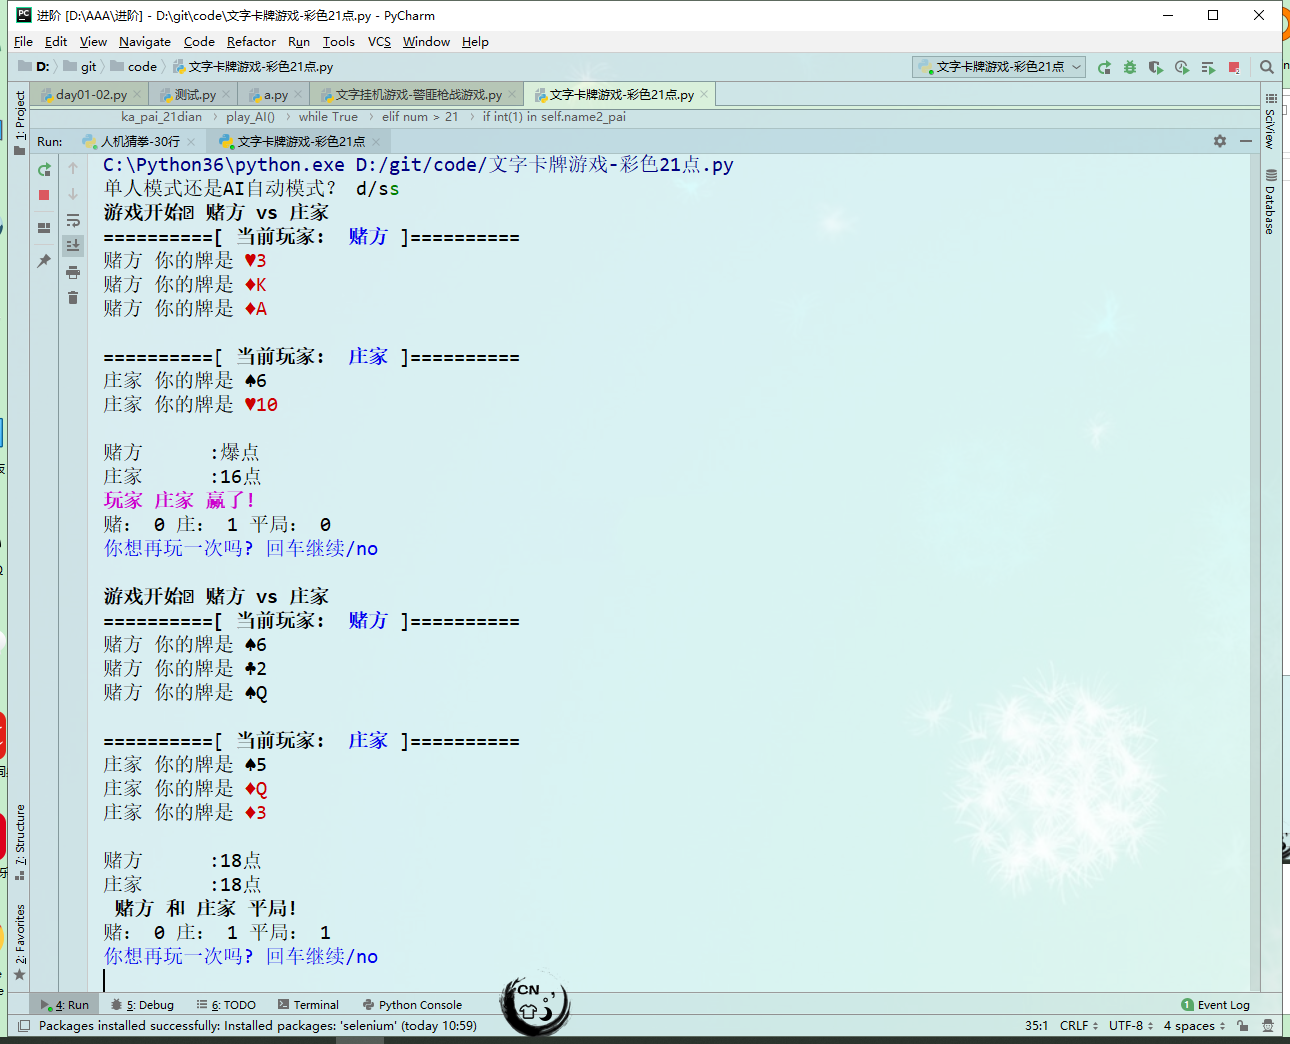 进阶 [D:\AAA\进阶] - D:\git\code\文字卡牌游戏-彩色21点.py - PyCharm
File Edit View Navigate Code Refactor Run Tools VCS Window Help
D: git code 文字卡牌游戏-彩色21点.py 文字卡牌游戏-彩色21点
day01-02.py 测试.py a.py 文字挂机游戏-警匪枪战游戏.py 文字卡牌游戏-彩色21点.py
ka_pai_21dian play_AI() while True elif num > 21 if int(1) in self.name2_pai
Run: 人机猜拳-30行 文字卡牌游戏-彩色21点
1: Project
SciView
Database
7: Structure
2: Favorites
C:\Python36\python.exe D:/git/code/文字卡牌游戏-彩色21点.py
单人模式还是AI自动模式? d/ss
游戏开始 赌方 vs 庄家
==========[ 当前玩家: 赌方 ]==========
赌方 你的牌是 ♥3
赌方 你的牌是 ♦K
赌方 你的牌是 ♦A
==========[ 当前玩家: 庄家 ]==========
庄家 你的牌是 ♠6
庄家 你的牌是 ♥10
赌方 :爆点
庄家 :16点
玩家 庄家 赢了!
赌: 0 庄: 1 平局: 0
你想再玩一次吗? 回车继续/no
游戏开始 赌方 vs 庄家
==========[ 当前玩家: 赌方 ]==========
赌方 你的牌是 ♠6
赌方 你的牌是 ♣2
赌方 你的牌是 ♠Q
==========[ 当前玩家: 庄家 ]==========
庄家 你的牌是 ♠5
庄家 你的牌是 ♦Q
庄家 你的牌是 ♦3
赌方 :18点
庄家 :18点
赌方 和 庄家 平局!
赌: 0 庄: 1 平局: 1
你想再玩一次吗? 回车继续/no
4: Run 5: Debug 6: TODO Terminal Python Console CN 1 Event Log
Packages installed successfully: Installed packages: 'selenium' (today 10:59) 35:1 CRLF UTF-8 4 spaces